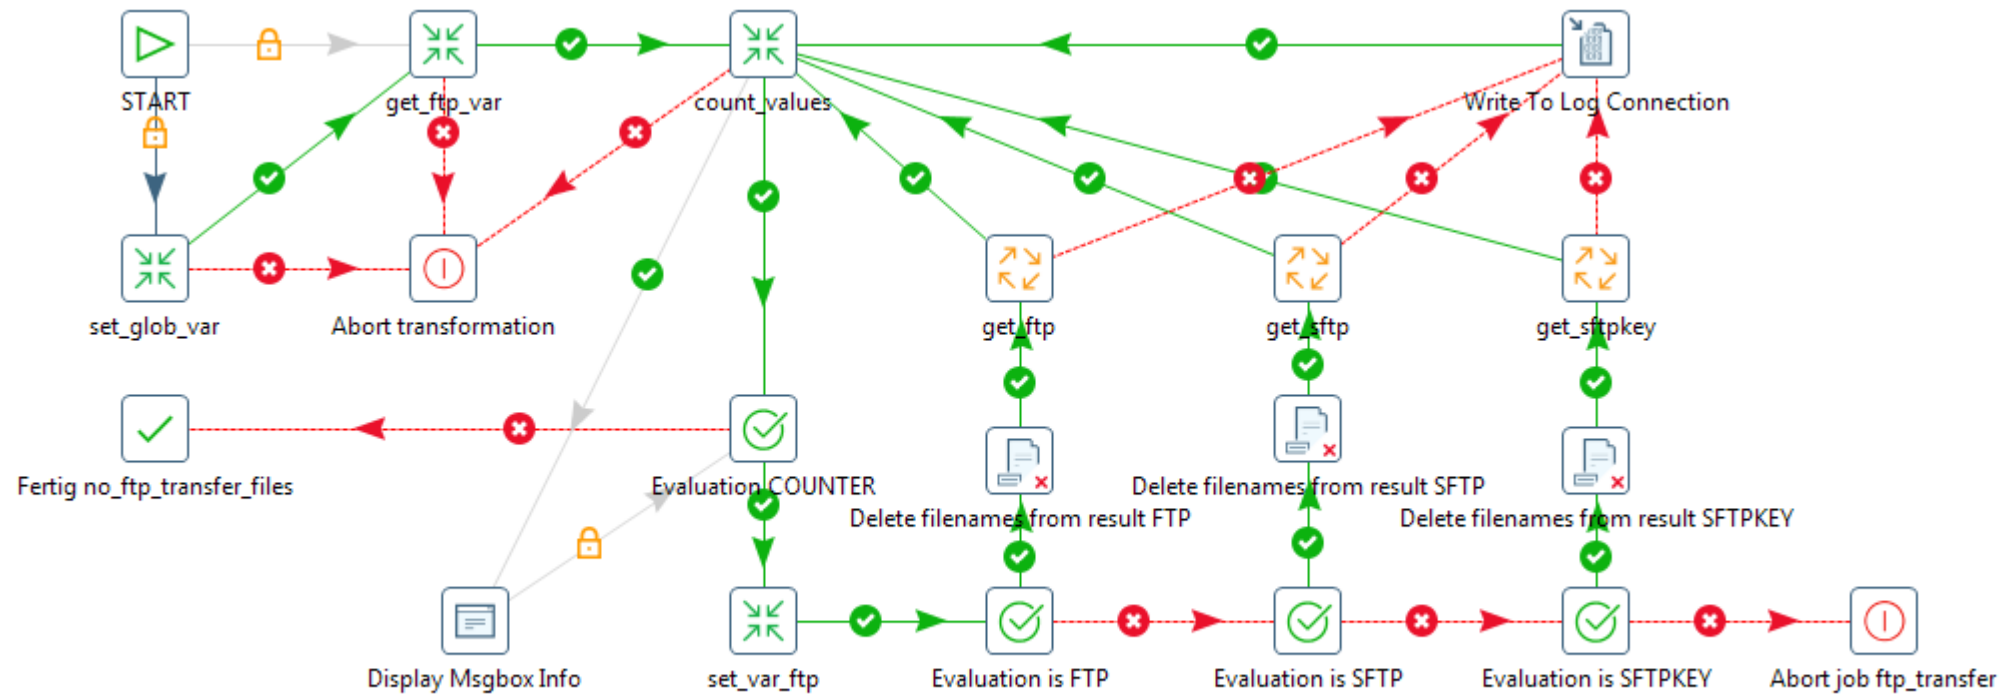 START
get_ftp_var
count_values
Write To Log Connection
set_glob_var
Abort transformation
get_ftp
get_sftp
get_sftpkey
Fertig no_ftp_transfer_files
Evaluation COUNTER
Delete filenames from result SFTP
Delete filenames from result FTP
Delete filenames from result SFTPKEY
Display Msgbox Info
set_var_ftp
Evaluation is FTP
Evaluation is SFTP
Evaluation is SFTPKEY
Abort job ftp_transfer